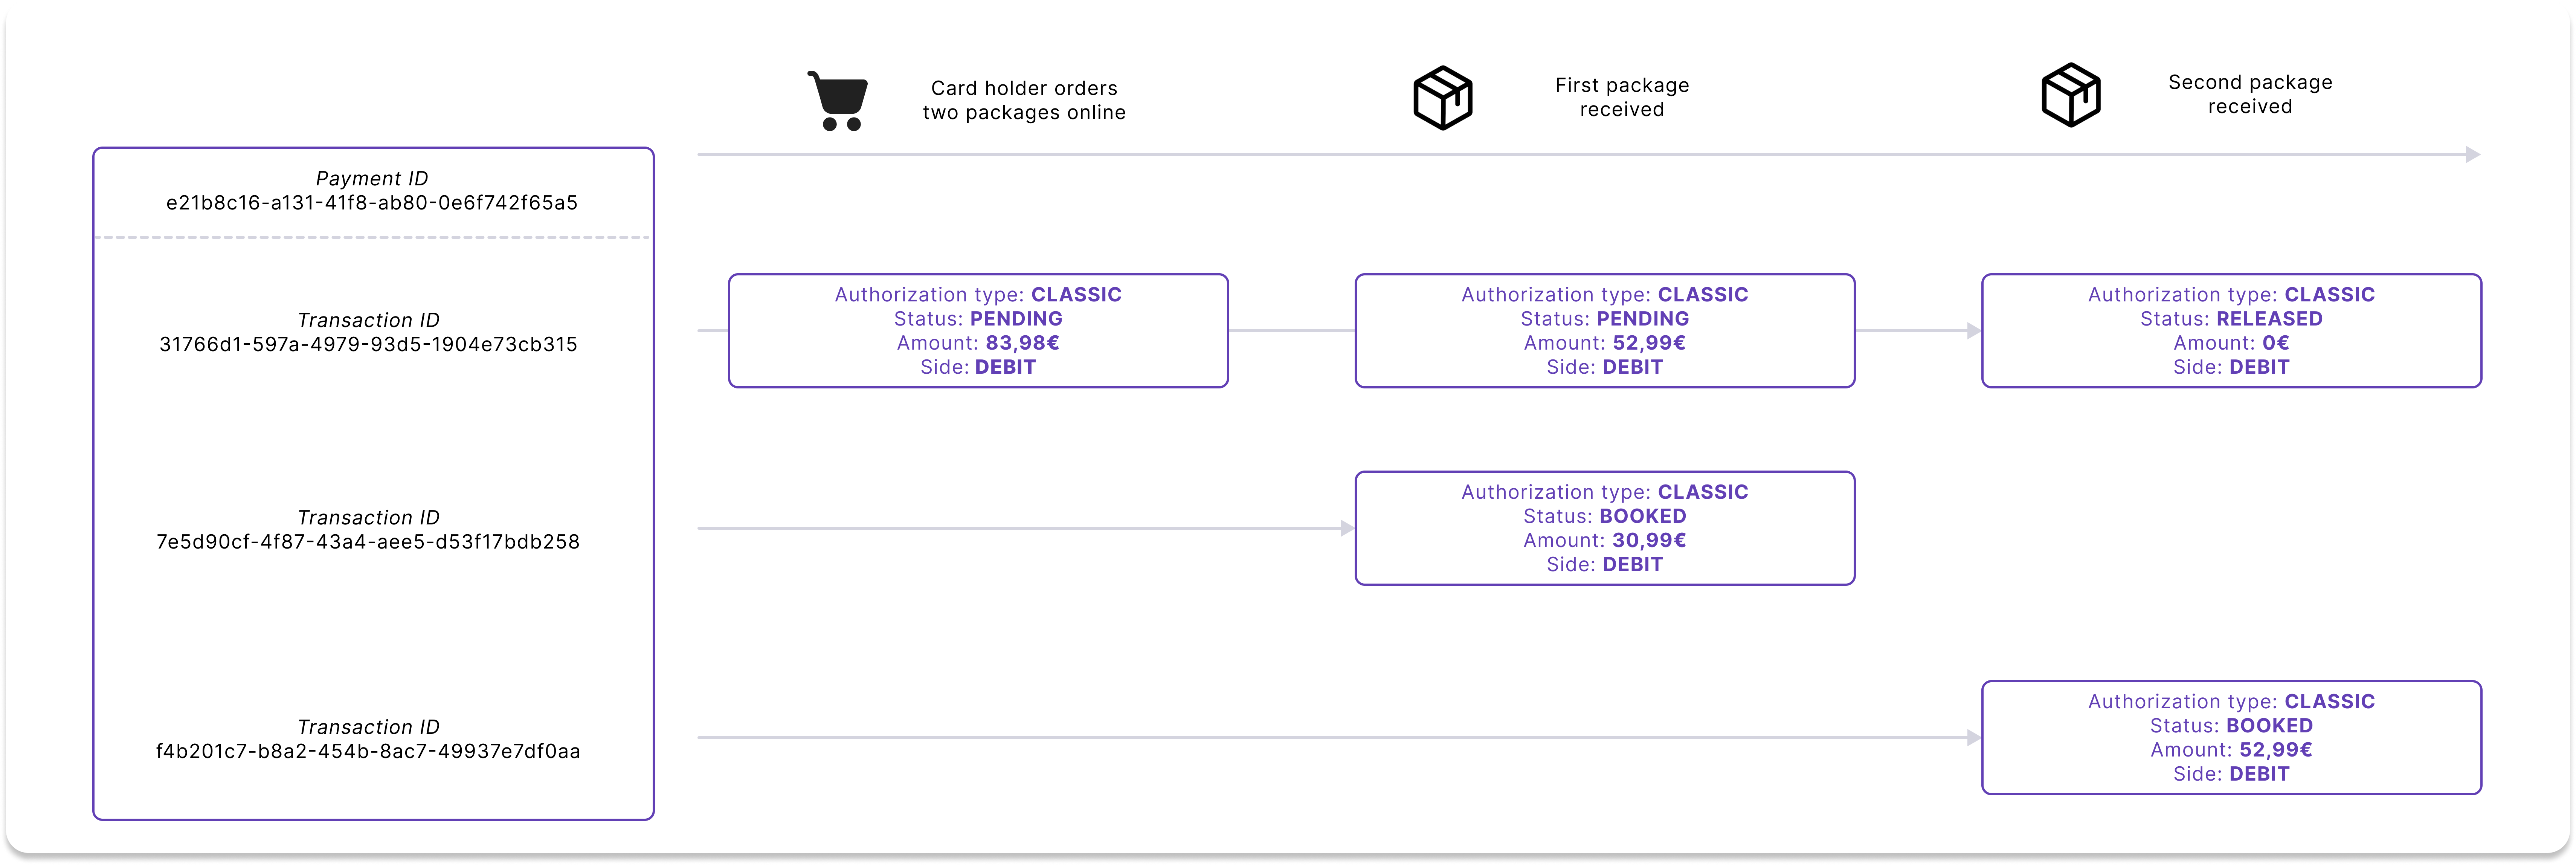 Card holder orders
two packages online
First package
received
Second package
received
Payment ID
e21b8c16-a131-41f8-ab80-0e6f742f65a5
Transaction ID
31766d1-597a-4979-93d5-1904e73cb315
Authorization type: CLASSIC
Status: PENDING
Amount: 83,98€
Side: DEBIT
Authorization type: CLASSIC
Status: PENDING
Amount: 52,99€
Side: DEBIT
Authorization type: CLASSIC
Status: RELEASED
Amount: 0€
Side: DEBIT
Transaction ID
7e5d90cf-4f87-43a4-aee5-d53f17bdb258
Authorization type: CLASSIC
Status: BOOKED
Amount: 30,99€
Side: DEBIT
Transaction ID
f4b201c7-b8a2-454b-8ac7-49937e7df0aa
Authorization type: CLASSIC
Status: BOOKED
Amount: 52,99€
Side: DEBIT